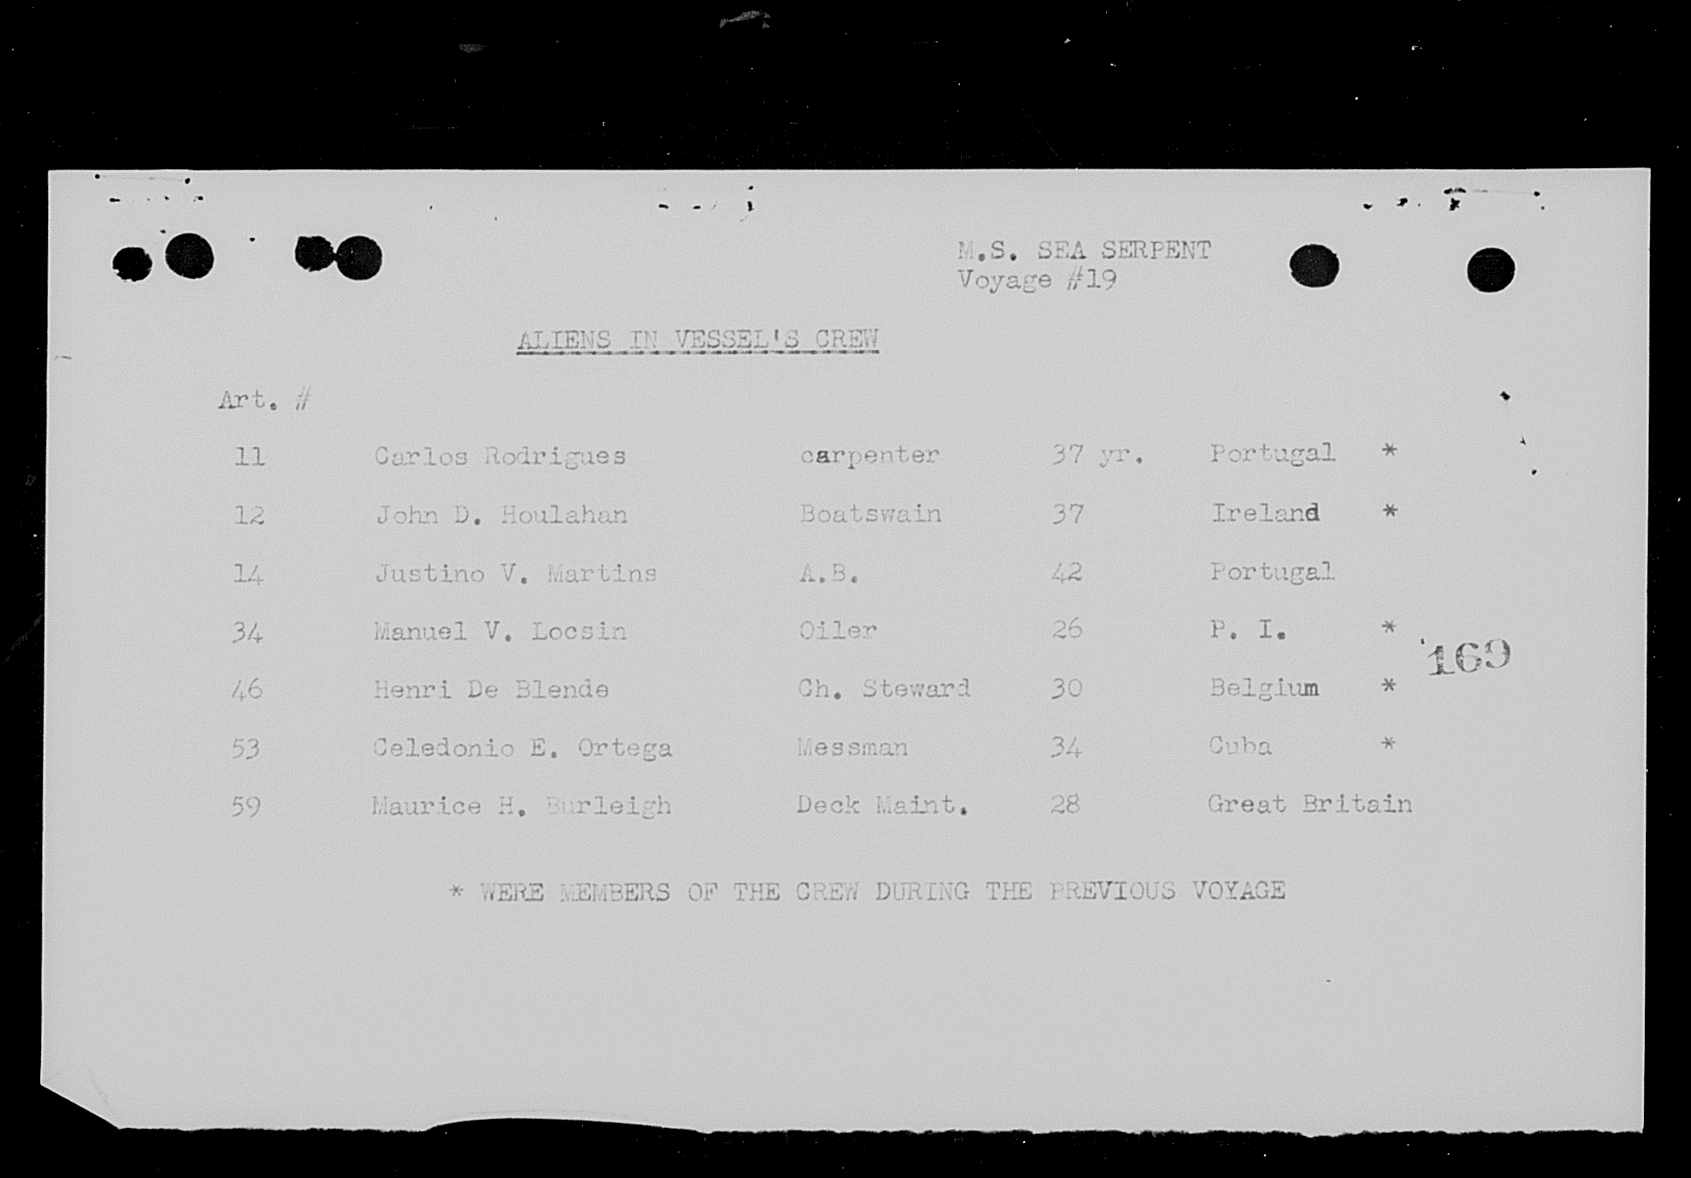 M.S. SEA SERPENT
Voyage #19
ALIENS IN VESSEL'S CREW
Art. #
11 Carlos Rodrigues carpenter 37 yr. Portugal *
12 John D. Houlahan Boatswain 37 Ireland *
14 Justino V. Martins A.B. 42 Portugal
34 Manuel V. Locsin Oiler 26 P. I. *
169
46 Henri De Blende Ch. Steward 30 Belgium *
53 Celedonio E. Ortega Messman 34 Cuba *
59 Maurice H. Burleigh Deck Maint. 28 Great Britain
* WERE MEMBERS OF THE CREW DURING THE PREVIOUS VOYAGE